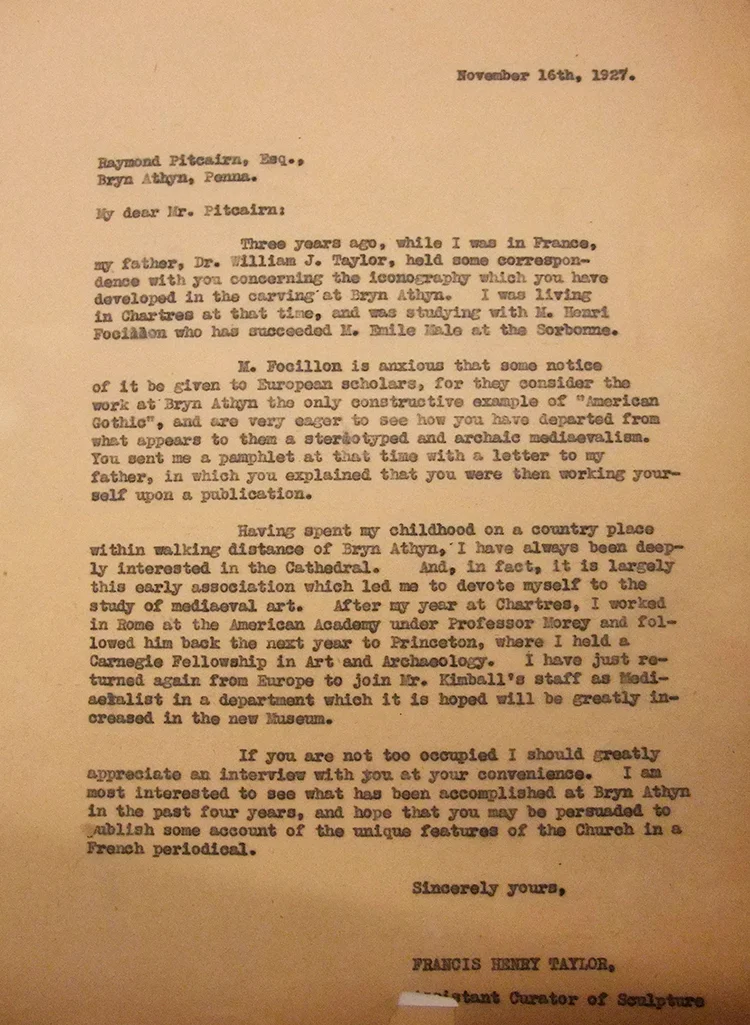 November 16th, 1927.
Raymond Pitcairn, Esq.,
Bryn Athyn, Penna.
My dear Mr. Pitcairn:
Three years ago, while I was in France,
my father, Dr. William J. Taylor, held some correspon-
dence with you concerning the iconography which you have
developed in the carving at Bryn Athyn. I was living
in Chartres at that time, and was studying with M. Henri
Focillon who has succeeded M. Emile Male at the Sorbonne.
M. Focillon is anxious that some notice
of it be given to European scholars, for they consider the
work at Bryn Athyn the only constructive example of "American
Gothic", and are very eager to see how you have departed from
what appears to them a stereotyped and archaic mediaevalism.
You sent me a pamphlet at that time with a letter to my
father, in which you explained that you were then working your-
self upon a publication.
Having spent my childhood on a country place
within walking distance of Bryn Athyn, I have always been deep-
ly interested in the Cathedral. And, in fact, it is largely
this early association which led me to devote myself to the
study of mediaeval art. After my year at Chartres, I worked
in Rome at the American Academy under Professor Morey and fol-
lowed him back the next year to Princeton, where I held a
Carnegie Fellowship in Art and Archaeology. I have just re-
turned again from Europe to join Mr. Kimball's staff as Medi-
aevalist in a department which it is hoped will be greatly in-
creased in the new Museum.
If you are not too occupied I should greatly
appreciate an interview with you at your convenience. I am
most interested to see what has been accomplished at Bryn Athyn
in the past four years, and hope that you may be persuaded to
publish some account of the unique features of the Church in a
French periodical.
Sincerely yours,
FRANCIS HENRY TAYLOR,
Assistant Curator of Sculpture